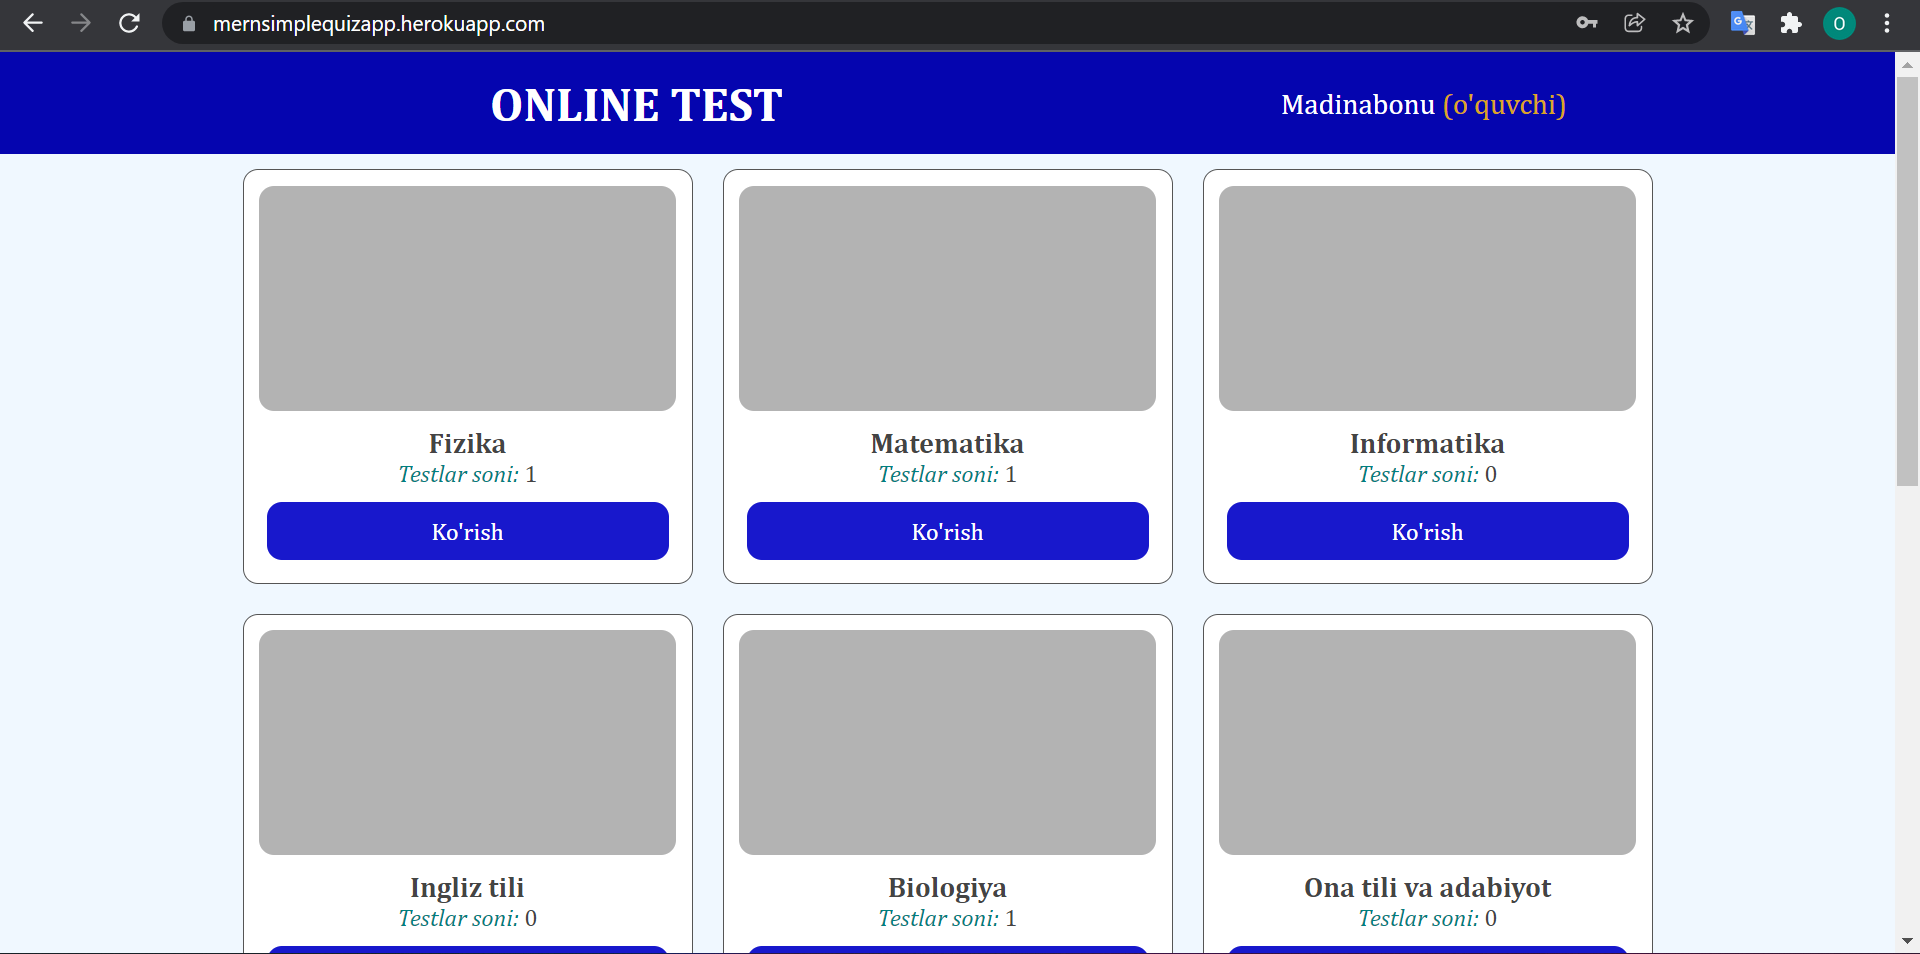 mernsimplequizapp.herokuapp.com
O
ONLINE TEST
Madinabonu (o'quvchi)
Fizika
Testlar soni: 1
Ko'rish
Matematika
Testlar soni: 1
Ko'rish
Informatika
Testlar soni: 0
Ko'rish
Ingliz tili
Testlar soni: 0
Biologiya
Testlar soni: 1
Ona tili va adabiyot
Testlar soni: 0